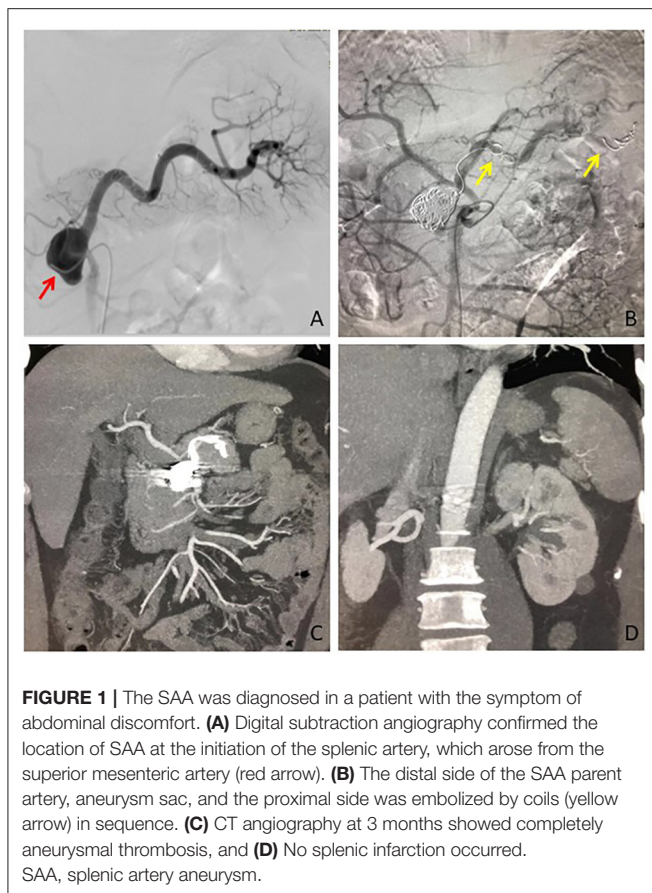 A
B
C
D
FIGURE 1 | The SAA was diagnosed in a patient with the symptom of
abdominal discomfort. (A) Digital subtraction angiography confirmed the
location of SAA at the initiation of the splenic artery, which arose from the
superior mesenteric artery (red arrow). (B) The distal side of the SAA parent
artery, aneurysm sac, and the proximal side was embolized by coils (yellow
arrow) in sequence. (C) CT angiography at 3 months showed completely
aneurysmal thrombosis, and (D) No splenic infarction occurred.
SAA, splenic artery aneurysm.